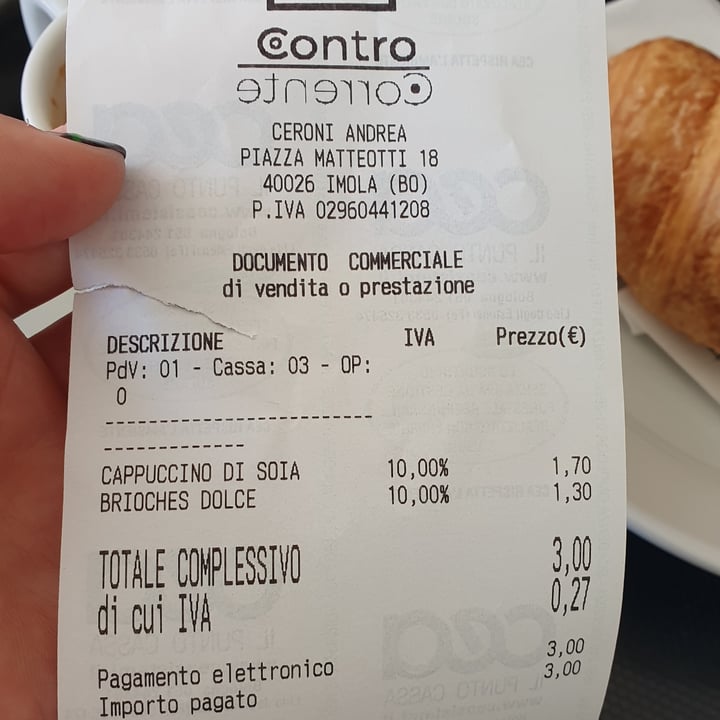 Contro
Corrente
CERONI ANDREA
PIAZZA MATTEOTTI 18
40026 IMOLA (BO)
P.IVA 02960441208
DOCUMENTO COMMERCIALE
di vendita o prestazione
DESCRIZIONE IVA Prezzo(€)
PdV: 01 - Cassa: 03 - OP:
0
------------------------
-------------
CAPPUCCINO DI SOIA 10,00% 1,70
BRIOCHES DOLCE 10,00% 1,30
TOTALE COMPLESSIVO 3,00
di cui IVA 0,27
Pagamento elettronico 3,00
Importo pagato 3,00